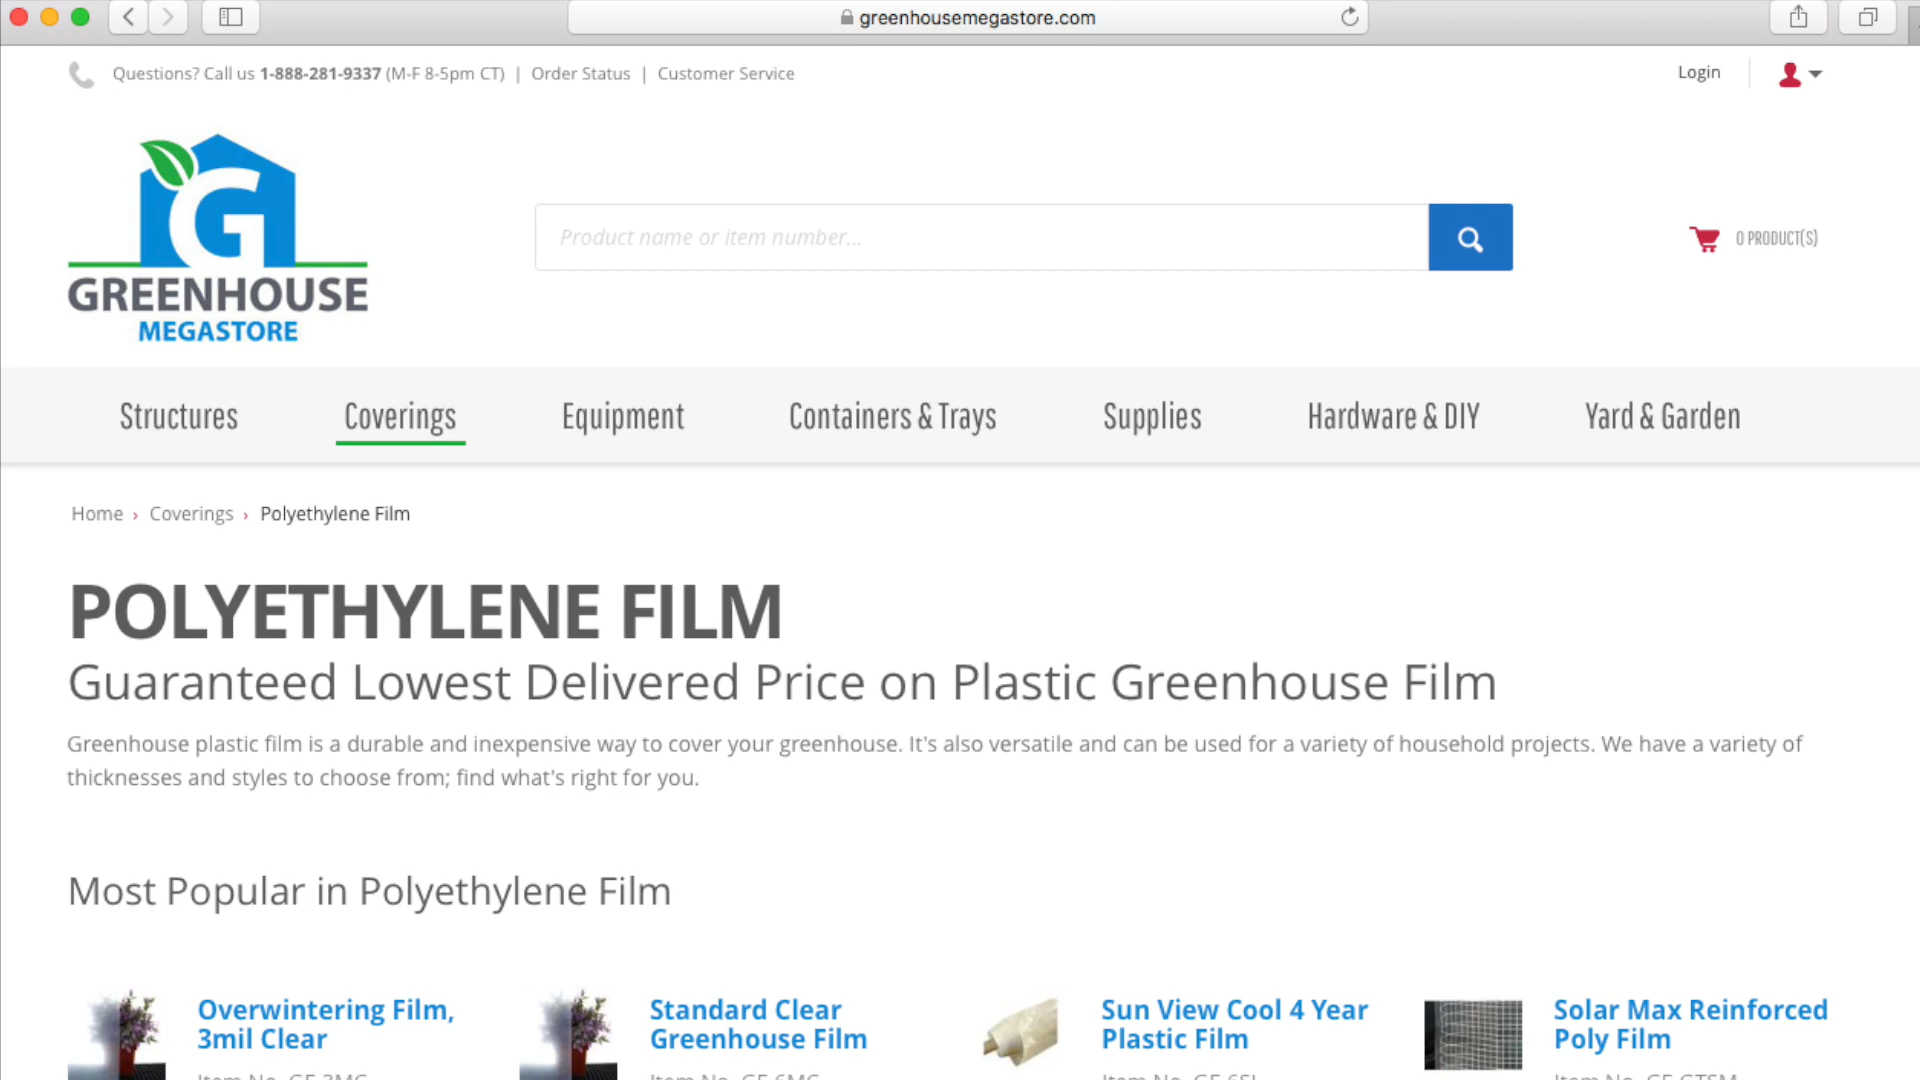 greenhousemegastore.com
Questions? Call us 1-888-281-9337 (M-F 8-5pm CT) | Order Status | Customer Service
Login
G
GREENHOUSE
MEGASTORE
Product name or item number...
0 PRODUCT(S)
Structures
Coverings
Equipment
Containers & Trays
Supplies
Hardware & DIY
Yard & Garden
Home › Coverings › Polyethylene Film
POLYETHYLENE FILM
Guaranteed Lowest Delivered Price on Plastic Greenhouse Film
Greenhouse plastic film is a durable and inexpensive way to cover your greenhouse. It's also versatile and can be used for a variety of household projects. We have a variety of
thicknesses and styles to choose from; find what's right for you.
Most Popular in Polyethylene Film
Overwintering Film,
3mil Clear
Standard Clear
Greenhouse Film
Sun View Cool 4 Year
Plastic Film
Solar Max Reinforced
Poly Film